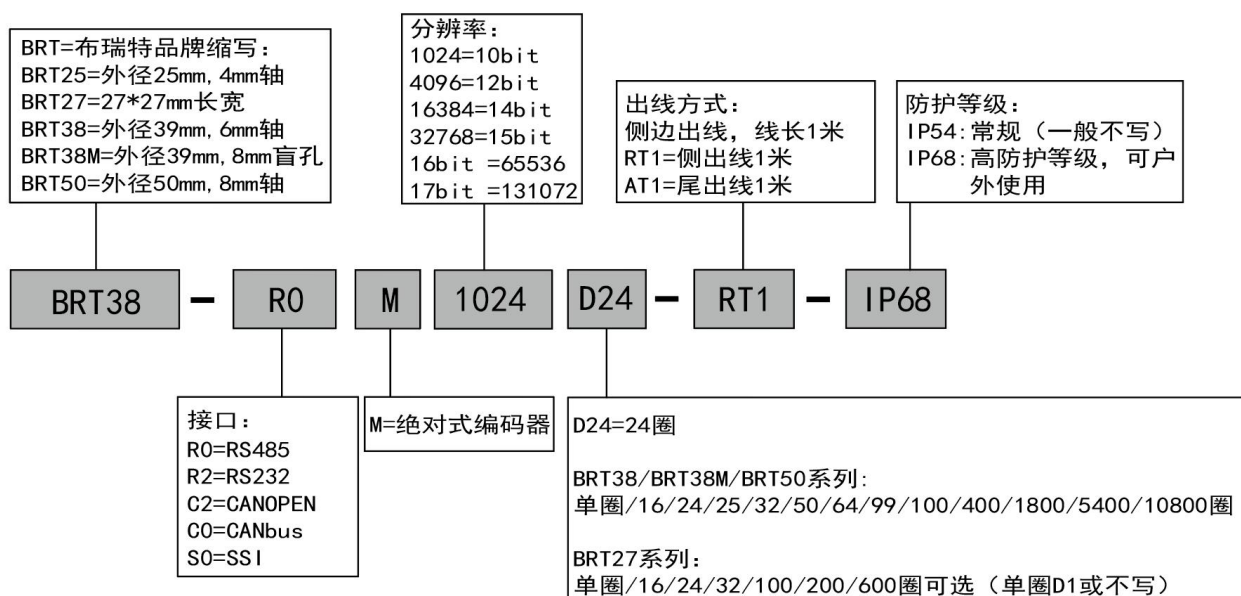 BRT=布瑞特品牌缩写：
BRT25=外径25mm,4mm轴
BRT27=27*27mm长宽
BRT38=外径39mm,6mm轴
BRT38M=外径39mm,8mm盲孔
BRT50=外径50mm,8mm轴
分辨率：
1024=10bit
4096=12bit
16384=14bit
32768=15bit
16bit =65536
17bit =131072
出线方式：
侧边出线，线长1米
RT1=侧出线1米
AT1=尾出线1米
防护等级：
IP54:常规（一般不写）
IP68:高防护等级，可户
外使用
BRT38 - R0 M 1024 D24 - RT1 - IP68
接口：
R0=RS485
R2=RS232
C2=CANOPEN
C0=CANbus
S0=SSI
M=绝对式编码器
D24=24圈
BRT38/BRT38M/BRT50系列:
单圈/16/24/25/32/50/64/99/100/400/1800/5400/10800圈
BRT27系列：
单圈/16/24/32/100/200/600圈可选（单圈D1或不写）